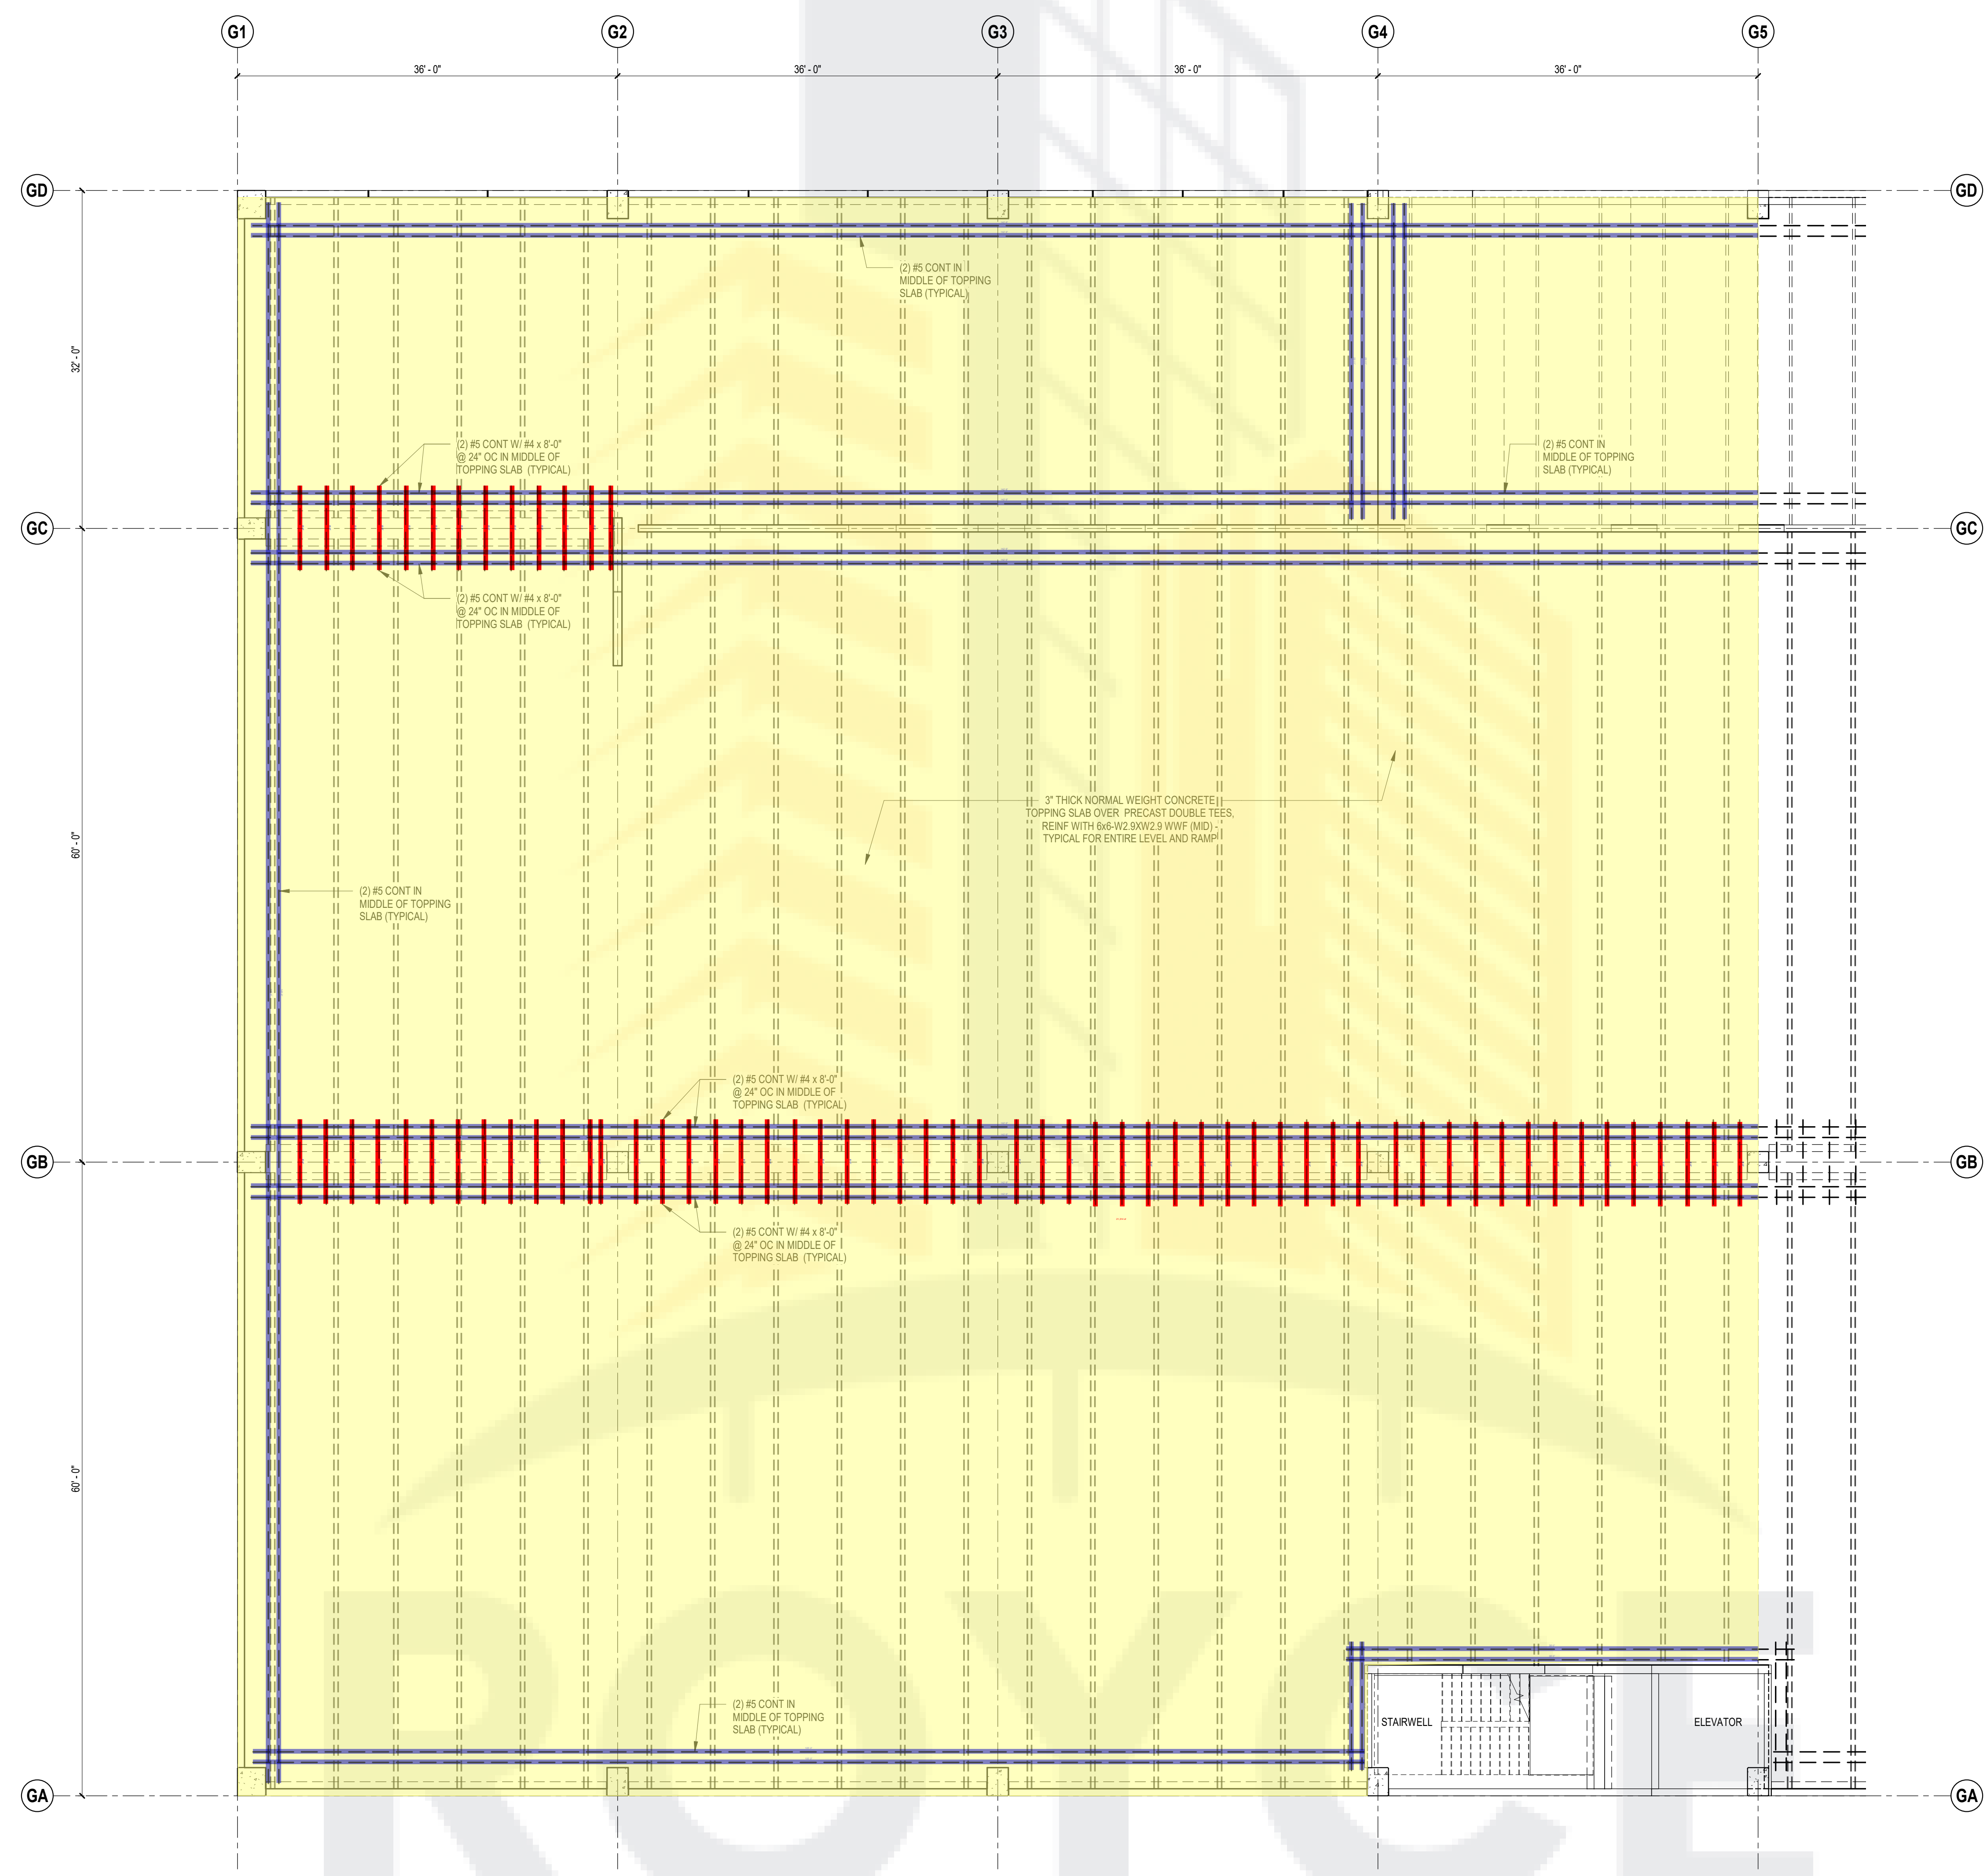 G1
G2
G3
G4
G5
36' - 0"
36' - 0"
36' - 0"
36' - 0"
GD
GD
(2) #5 CONT IN
MIDDLE OF TOPPING
SLAB (TYPICAL)
32' - 0"
(2) #5 CONT W/ #4 x 8'-0"
@ 24" OC IN MIDDLE OF
TOPPING SLAB (TYPICAL)
(2) #5 CONT IN
MIDDLE OF TOPPING
SLAB (TYPICAL)
GC
GC
(2) #5 CONT W/ #4 x 8'-0"
@ 24" OC IN MIDDLE OF
TOPPING SLAB (TYPICAL)
3" THICK NORMAL WEIGHT CONCRETE
TOPPING SLAB OVER PRECAST DOUBLE TEES,
REINF WITH 6x6-W2.9XW2.9 WWF (MID) -
TYPICAL FOR ENTIRE LEVEL AND RAMP
60' - 0"
(2) #5 CONT IN
MIDDLE OF TOPPING
SLAB (TYPICAL)
(2) #5 CONT W/ #4 x 8'-0"
@ 24" OC IN MIDDLE OF
TOPPING SLAB (TYPICAL)
GB
GB
(2) #5 CONT W/ #4 x 8'-0"
@ 24" OC IN MIDDLE OF
TOPPING SLAB (TYPICAL)
60' - 0"
(2) #5 CONT IN
MIDDLE OF TOPPING
SLAB (TYPICAL)
STAIRWELL
ELEVATOR
GA
GA
ROYCE